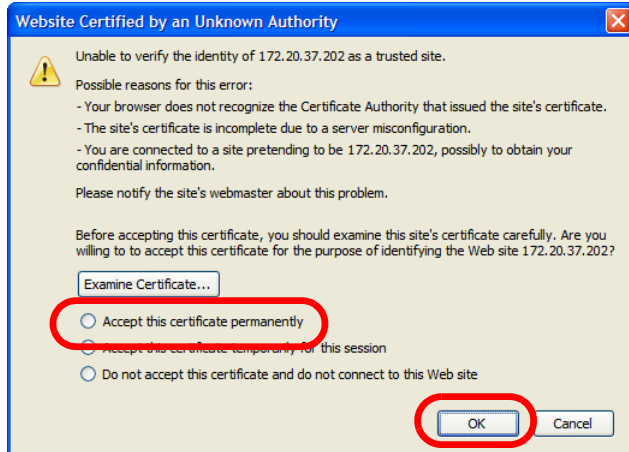 Website Certified by an Unknown Authority
Unable to verify the identity of 172.20.37.202 as a trusted site.
Possible reasons for this error:
- Your browser does not recognize the Certificate Authority that issued the site's certificate.
- The site's certificate is incomplete due to a server misconfiguration.
- You are connected to a site pretending to be 172.20.37.202, possibly to obtain your
confidential information.
Please notify the site's webmaster about this problem.
Before accepting this certificate, you should examine this site's certificate carefully. Are you
willing to to accept this certificate for the purpose of identifying the Web site 172.20.37.202?
Examine Certificate...
Accept this certificate permanently
Accept this certificate temporarily for this session
Do not accept this certificate and do not connect to this Web site
OK
Cancel